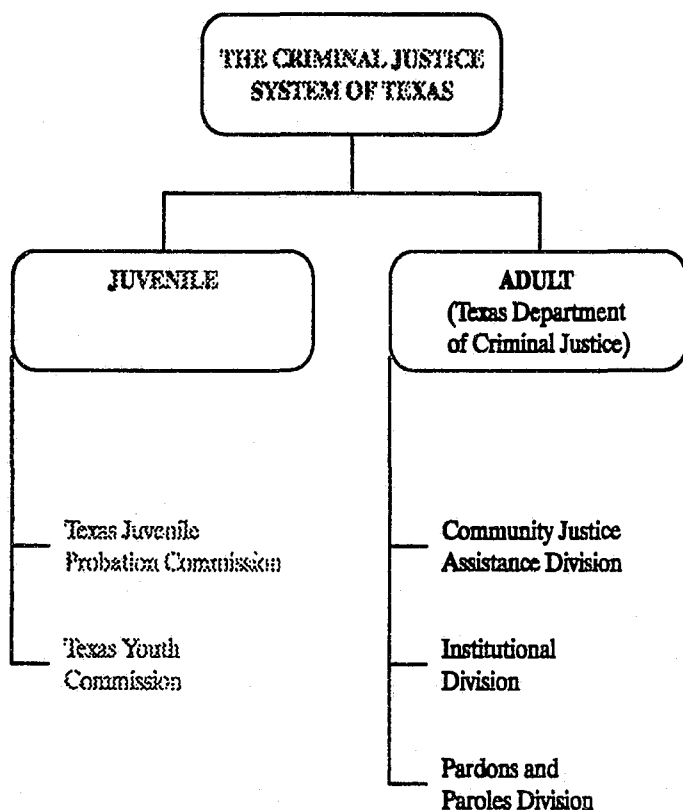 THE CRIMINAL JUSTICE
SYSTEM OF TEXAS
JUVENILE
ADULT
(Texas Department
of Criminal Justice)
Texas Juvenile
Probation Commission
Texas Youth
Commission
Community Justice
Assistance Division
Institutional
Division
Pardons and
Paroles Division